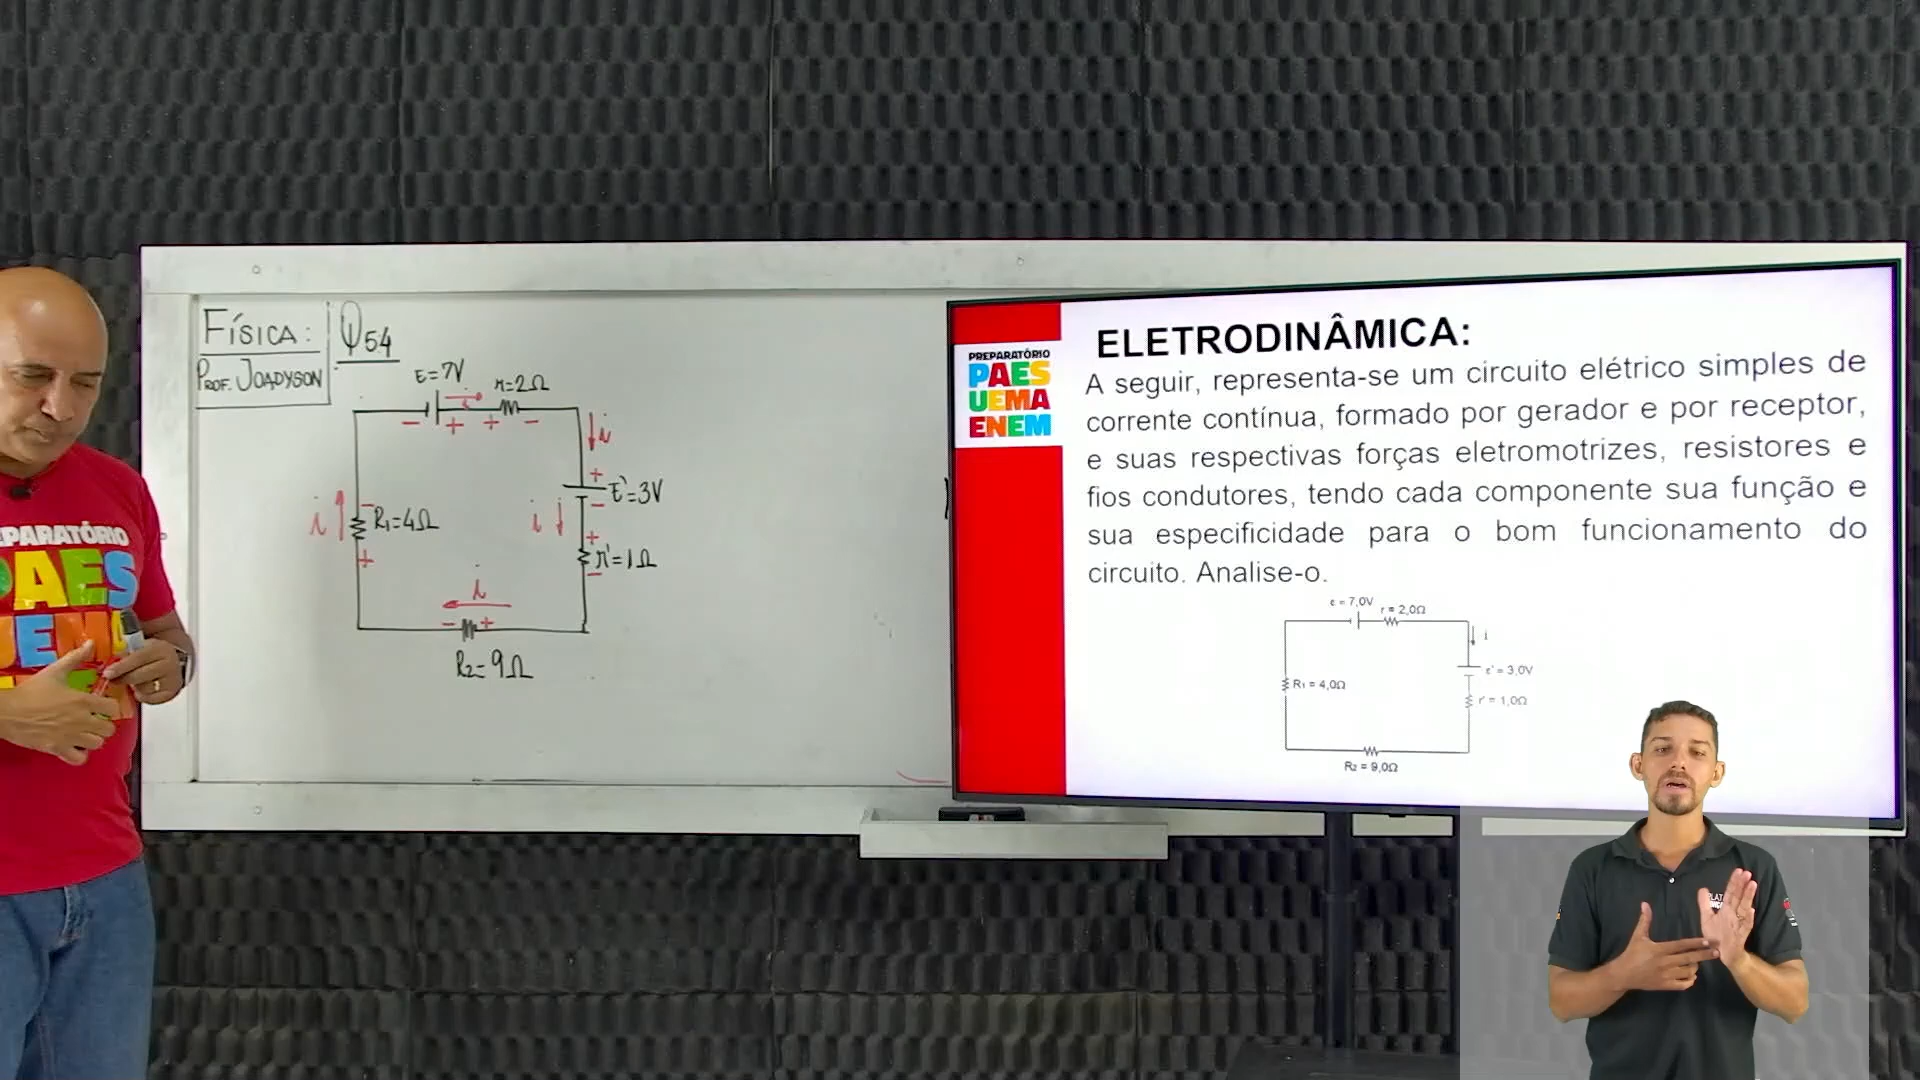 FÍSICA:
PROF. JOADYSON
Q54
E=7V
r=2Ω
i
i
E'=3V
i
R1=4Ω
i
r'=1Ω
i
R2=9Ω
PREPARATÓRIO
PAES
UEMA
ENEM
ELETRODINÂMICA:
A seguir, representa-se um circuito elétrico simples de
corrente contínua, formado por gerador e por receptor,
e suas respectivas forças eletromotrizes, resistores e
fios condutores, tendo cada componente sua função e
sua especificidade para o bom funcionamento do
circuito. Analise-o.
ε = 7,0V
r = 2,0Ω
i
ε' = 3,0V
R1 = 4,0Ω
r' = 1,0Ω
R2 = 9,0Ω
EPARATÓRIO
PAES
UEM